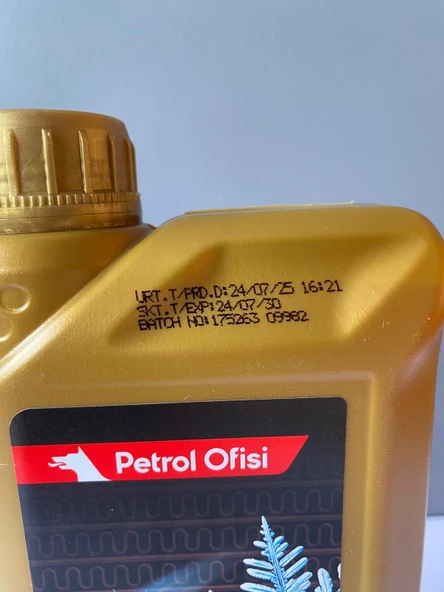 URT.T/PRD.D:24/07/25 16:21
SKT.T/EXP:24/07/30
BATCH NO:175263 09982
Petrol Ofisi